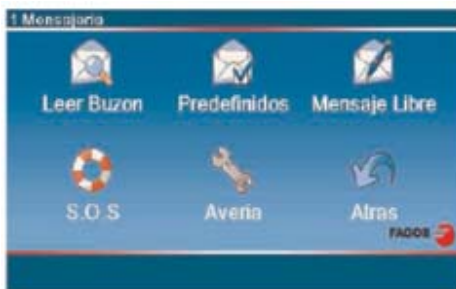 1 Mensajeria
Leer Buzon Predefinidos Mensaje Libre
S.O.S Averia Atras
FAGOR